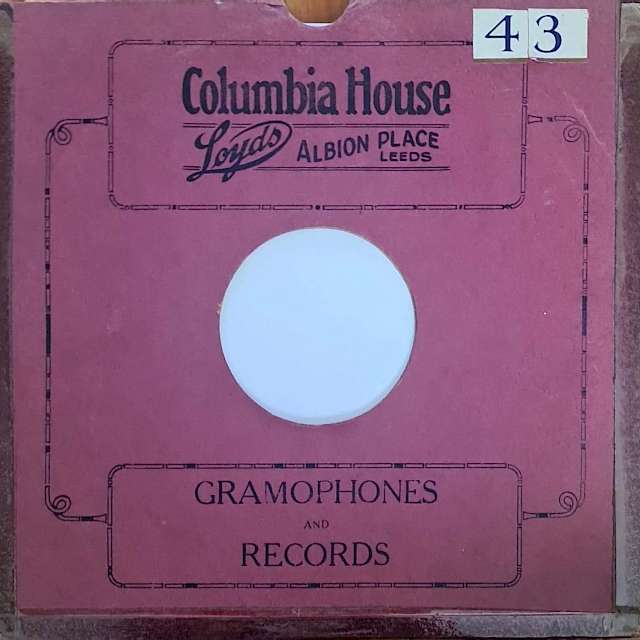 43
Columbia House
Loyds ALBION PLACE
LEEDS
GRAMOPHONES
AND
RECORDS